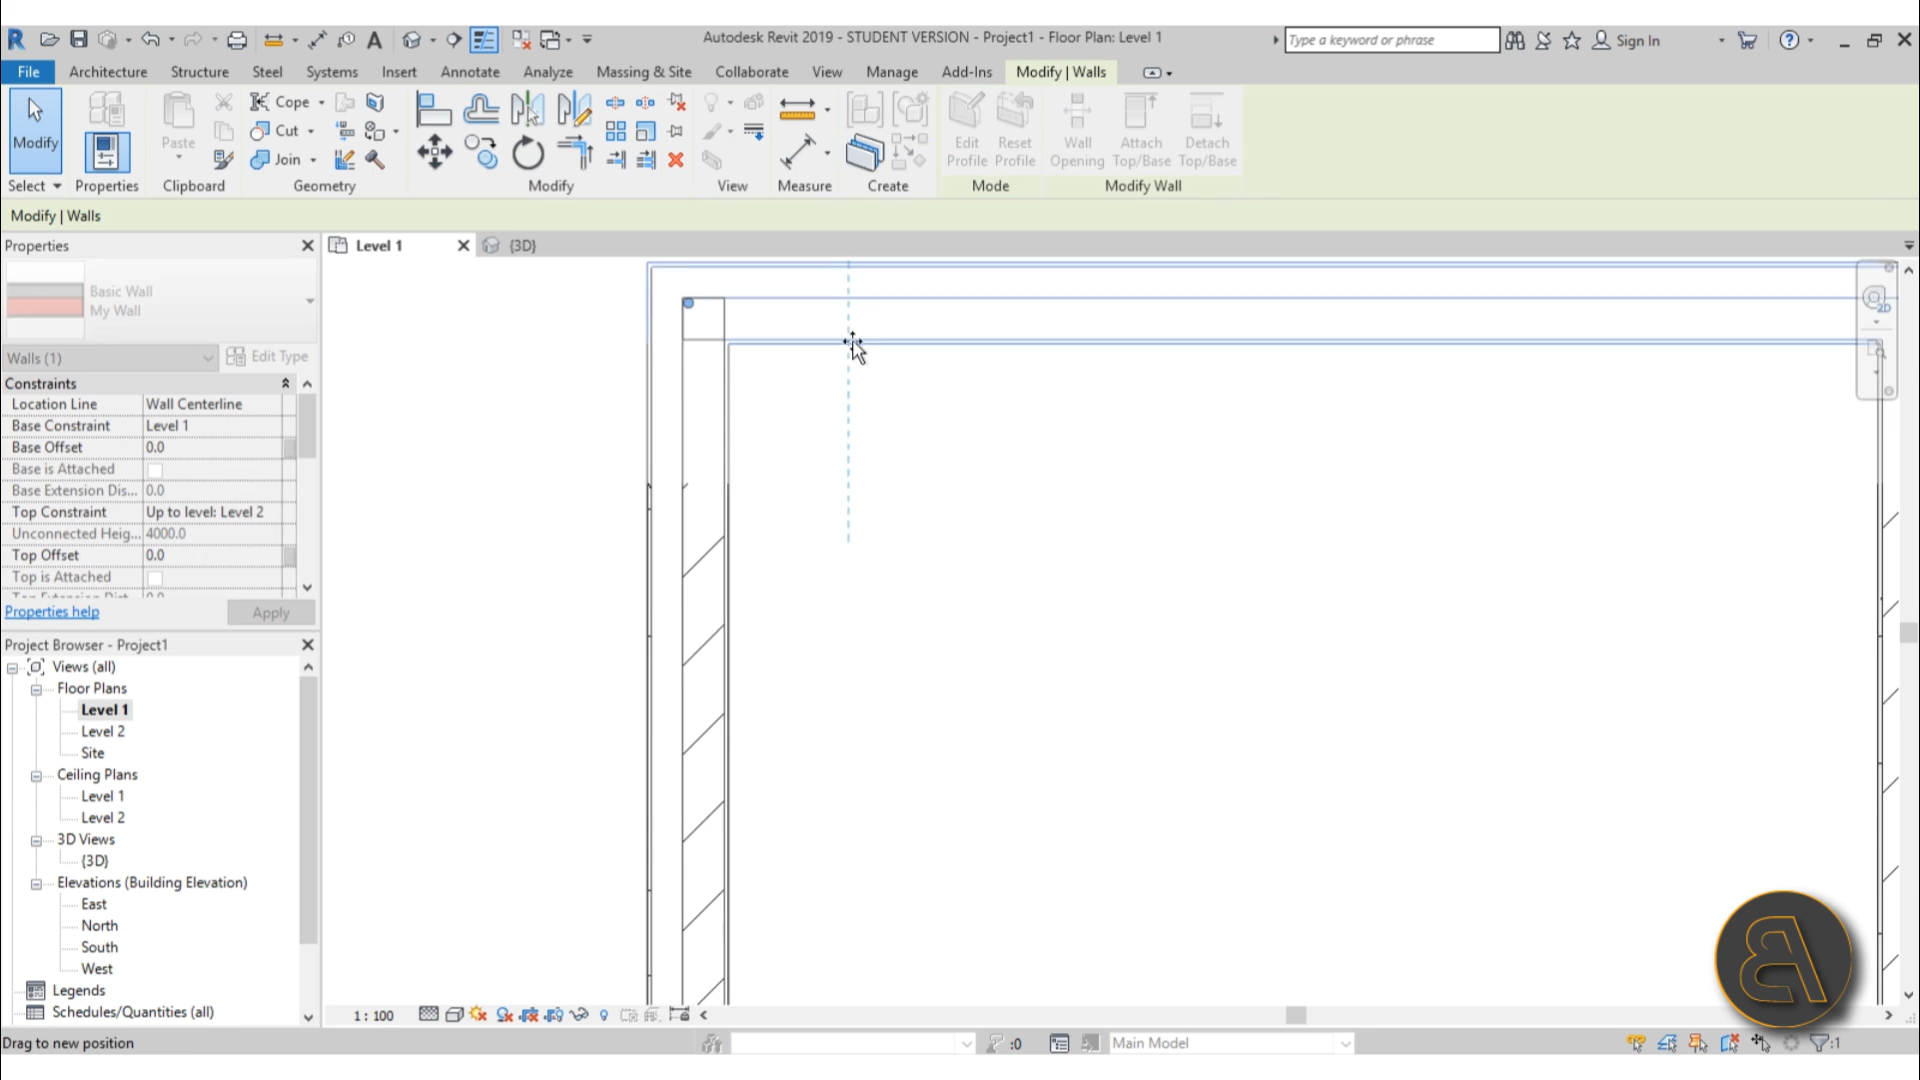 Autodesk Revit 2019 - STUDENT VERSION - Project1 - Floor Plan: Level 1
Type a keyword or phrase
Sign In
File Architecture Structure Steel Systems Insert Annotate Analyze Massing & Site Collaborate View Manage Add-Ins Modify | Walls
Modify
Paste
Cope
Cut
Join
Edit Profile
Reset Profile
Wall Opening
Attach Top/Base
Detach Top/Base
Select Properties Clipboard Geometry Modify View Measure Create Mode Modify Wall
Modify | Walls
Properties
Level 1
{3D}
2D
Basic Wall
My Wall
Walls (1) Edit Type
Constraints
Location Line Wall Centerline
Base Constraint Level 1
Base Offset 0.0
Base is Attached
Base Extension Dis... 0.0
Top Constraint Up to level: Level 2
Unconnected Heig... 4000.0
Top Offset 0.0
Top is Attached
Properties help Apply
Project Browser - Project1
Views (all)
Floor Plans
Level 1
Level 2
Site
Ceiling Plans
Level 1
Level 2
3D Views
{3D}
Elevations (Building Elevation)
East
North
South
West
Legends
Schedules/Quantities (all)
1 : 100
Drag to new position
:0
Main Model
:1